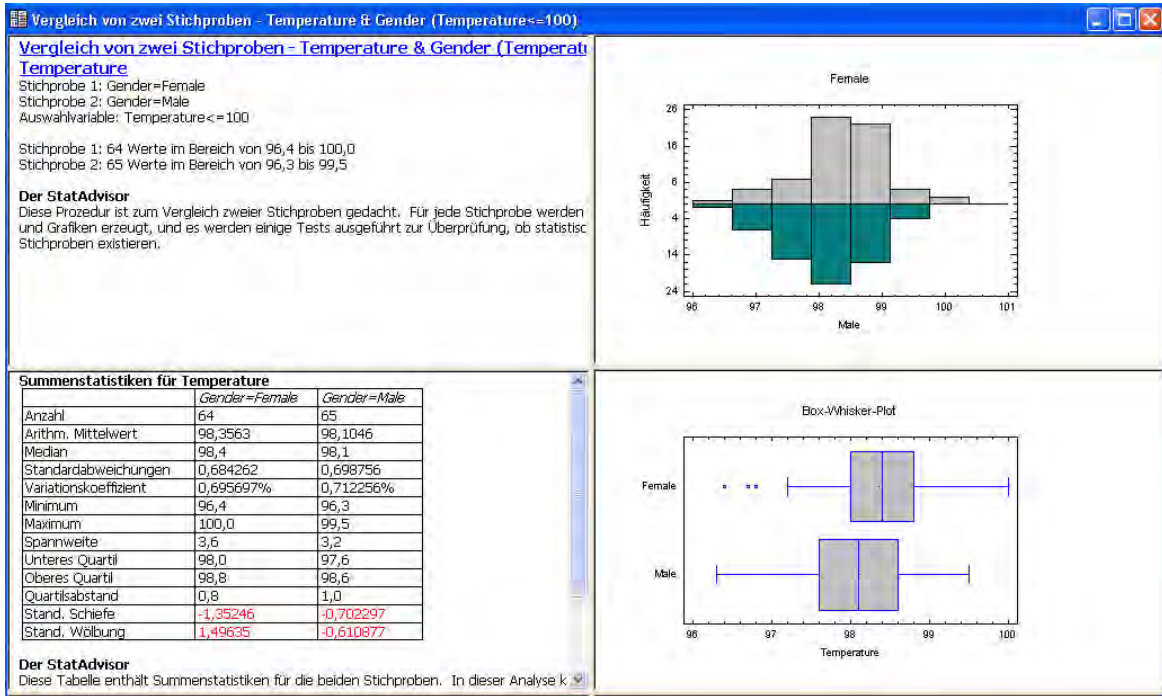 Vergleich von zwei Stichproben - Temperature & Gender (Temperature<=100)
Vergleich von zwei Stichproben - Temperature & Gender (Temperatu
Temperature
Stichprobe 1: Gender=Female
Stichprobe 2: Gender=Male
Auswahlvariable: Temperature<=100
Stichprobe 1: 64 Werte im Bereich von 96,4 bis 100,0
Stichprobe 2: 65 Werte im Bereich von 96,3 bis 99,5
Der StatAdvisor
Diese Prozedur ist zum Vergleich zweier Stichproben gedacht. Für jede Stichprobe werden
und Grafiken erzeugt, und es werden einige Tests ausgeführt zur Überprüfung, ob statistisc
Stichproben existieren.
Female
26
16
6
4
14
24
Häufigkeit
96 97 98 99 100 101
Male
Summenstatistiken für Temperature
Gender=Female Gender=Male
Anzahl 64 65
Arithm. Mittelwert 98,3563 98,1046
Median 98,4 98,1
Standardabweichungen 0,684262 0,698756
Variationskoeffizient 0,695697% 0,712256%
Minimum 96,4 96,3
Maximum 100,0 99,5
Spannweite 3,6 3,2
Unteres Quartil 98,0 97,6
Oberes Quartil 98,8 98,6
Quartilsabstand 0,8 1,0
Stand. Schiefe -1,35246 -0,702297
Stand. Wölbung 1,49635 -0,610877
Der StatAdvisor
Diese Tabelle enthält Summenstatistiken für die beiden Stichproben. In dieser Analyse k
Box-Whisker-Plot
Female
Male
96 97 98 99 100
Temperature